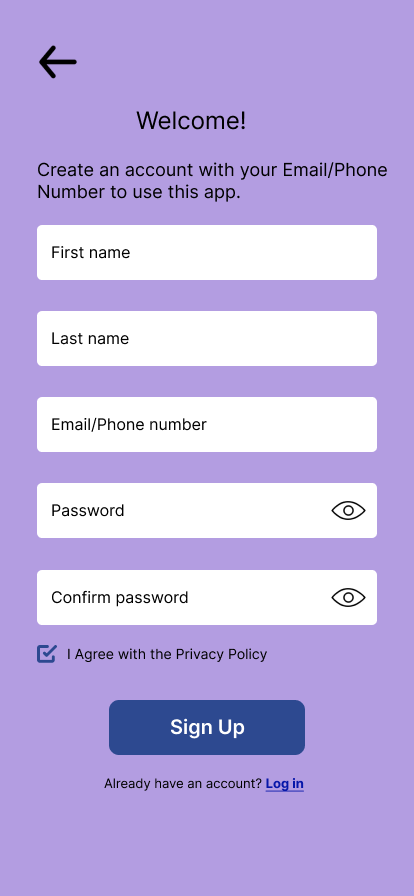 Welcome!
Create an account with your Email/Phone
Number to use this app.
First name
Last name
Email/Phone number
Password
Confirm password
I Agree with the Privacy Policy
Sign Up
Already have an account? Log in